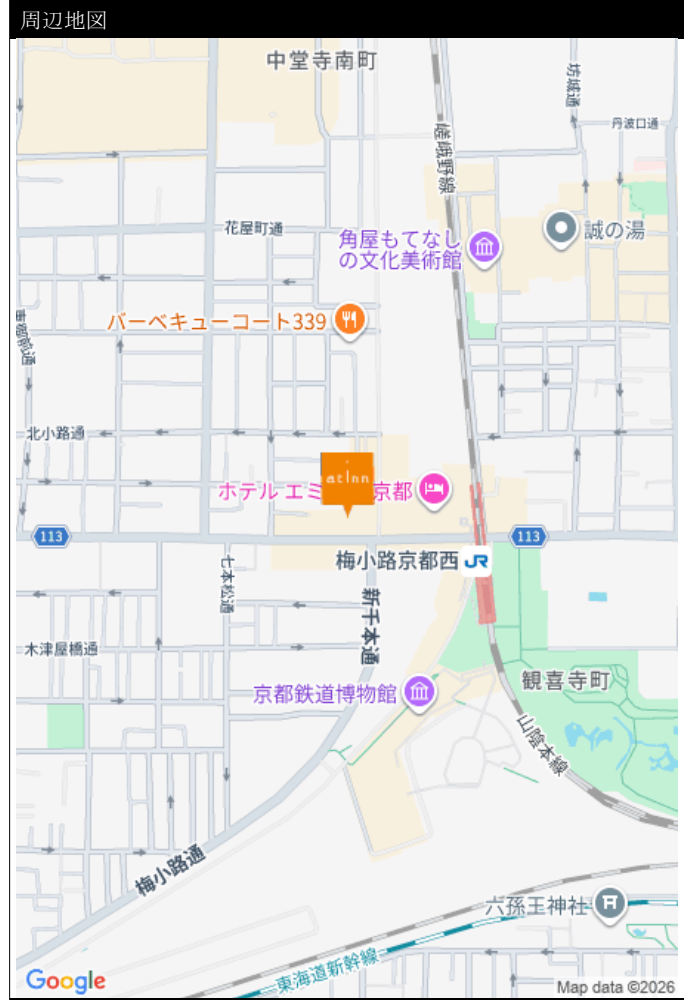 周辺地図
中堂寺南町
坊城通
丹波口通
嵯峨野線
花屋町通
角屋もてなし
の文化美術館
誠の湯
バーベキューコート339
北小路通
atInn
ホテル エミ
京都
113
113
梅小路京都西
JR
七本松通
新千本通
木津屋橋通
京都鉄道博物館
観喜寺町
山陰本線
梅小路通
六孫王神社
東海道新幹線
Google
Map data ©2026